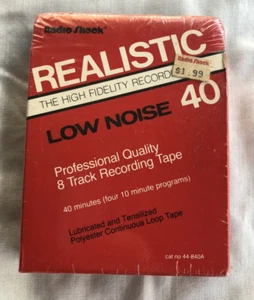 Radio Shack
REALISTIC
THE HIGH FIDELITY RECORD
Radio Shack
$1.99
LOW NOISE 40
Professional Quality
8 Track Recording Tape
40 minutes (four 10 minute programs)
Lubricated and Tensilized
Polyester Continuous Loop Tape
cat no 44-840A